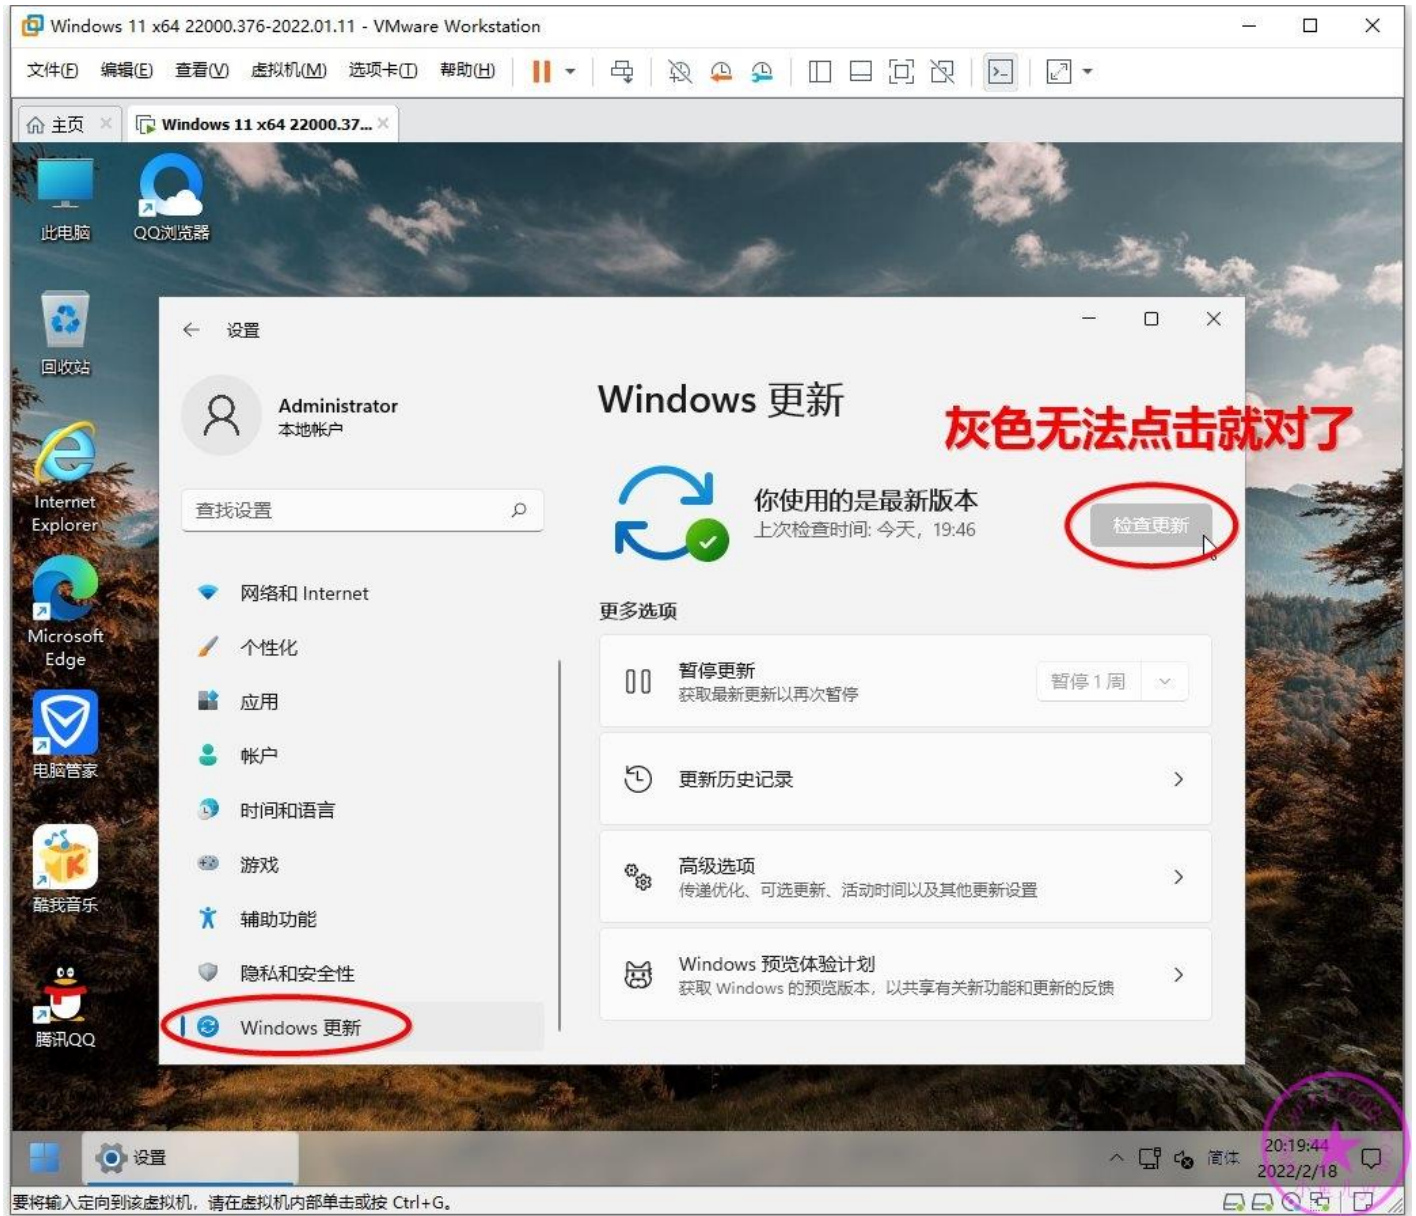 Windows 11 x64 22000.376-2022.01.11 - VMware Workstation
文件(F) 编辑(E) 查看(V) 虚拟机(M) 选项卡(T) 帮助(H)
主页 Windows 11 x64 22000.37...
此电脑 QQ浏览器
回收站
Internet
Explorer
Microsoft
Edge
电脑管家
酷我音乐
腾讯QQ
设置
Administrator
本地帐户
查找设置
网络和 Internet
个性化
应用
帐户
时间和语言
游戏
辅助功能
隐私和安全性
Windows 更新
Windows 更新
灰色无法点击就对了
你使用的是最新版本
上次检查时间: 今天，19:46
检查更新
更多选项
暂停更新
获取最新更新以再次暂停
暂停 1 周
更新历史记录
高级选项
传递优化、可选更新、活动时间以及其他更新设置
Windows 预览体验计划
获取 Windows 的预览版本，以共享有关新功能和更新的反馈
设置
简体
20:19:44
2022/2/18
要将输入定向到该虚拟机，请在虚拟机内部单击或按 Ctrl+G。